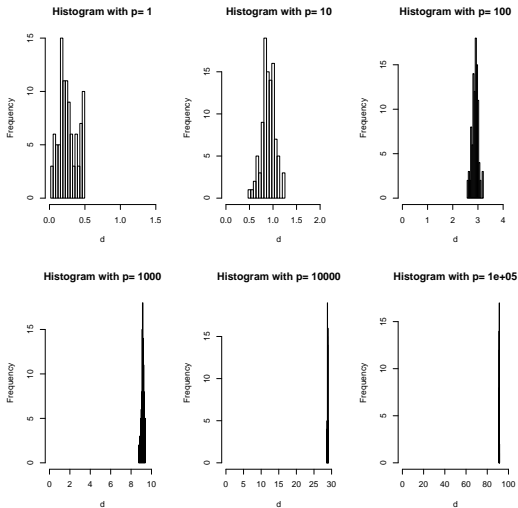 Histogram with p= 1
Histogram with p= 10
Histogram with p= 100
Frequency
0 5 10 15
0.0 0.5 1.0 1.5
d
Frequency
0 5 10 15
0.0 0.5 1.0 1.5 2.0
d
Frequency
0 5 10 15
0 1 2 3 4
d
Histogram with p= 1000
Histogram with p= 10000
Histogram with p= 1e+05
Frequency
0 5 10 15
0 2 4 6 8 10
d
Frequency
0 5 10 15
0 5 10 15 20 25 30
d
Frequency
0 5 10 15
0 20 40 60 80 100
d